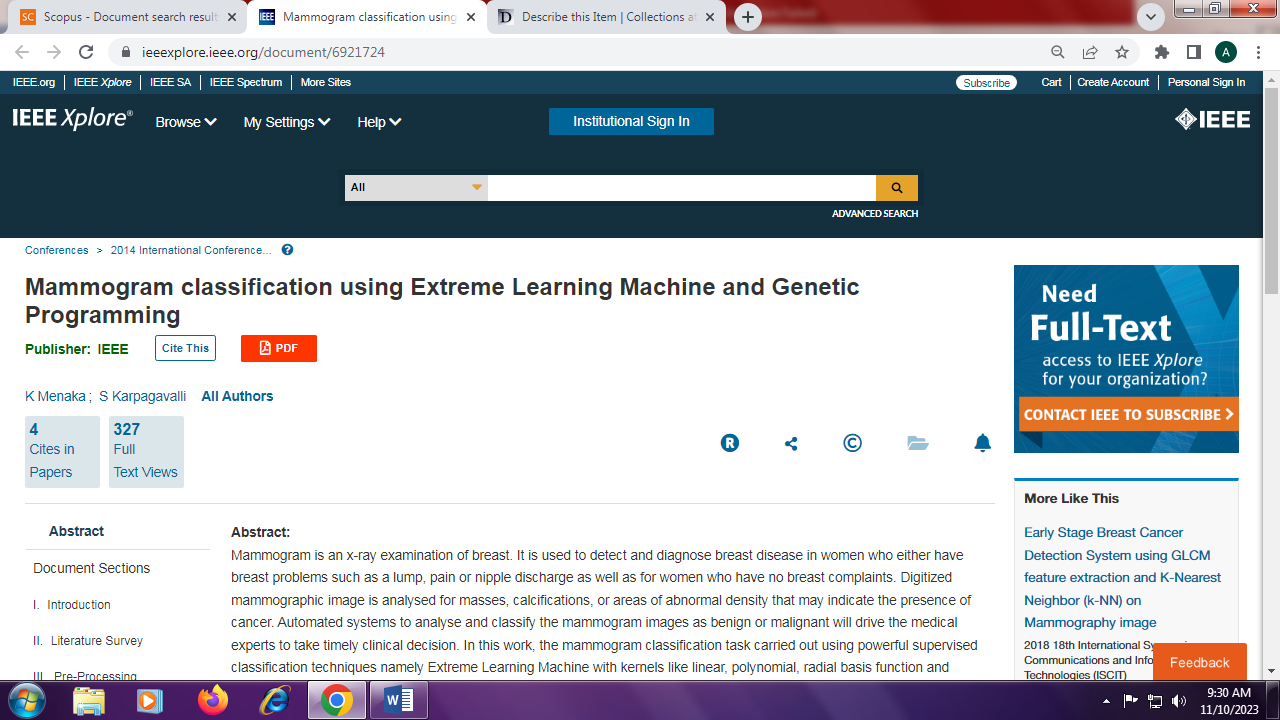 SC Scopus - Document search result
IEEE Mammogram classification using
Describe this Item | Collections a
ieeexplore.ieee.org/document/6921724
A
IEEE.org IEEE Xplore IEEE SA IEEE Spectrum More Sites
Subscribe Cart Create Account Personal Sign In
IEEE Xplore® Browse My Settings Help Institutional Sign In IEEE
All
ADVANCED SEARCH
Conferences > 2014 International Conference...
Mammogram classification using Extreme Learning Machine and Genetic
Programming
Publisher: IEEE Cite This PDF
K Menaka ; S Karpagavalli All Authors
4
Cites in
Papers
327
Full
Text Views
R
©
Need
Full-Text
access to IEEE Xplore
for your organization?
CONTACT IEEE TO SUBSCRIBE >
Abstract
Document Sections
I. Introduction
II. Literature Survey
III. Pre-Processing
Abstract:
Mammogram is an x-ray examination of breast. It is used to detect and diagnose breast disease in women who either have
breast problems such as a lump, pain or nipple discharge as well as for women who have no breast complaints. Digitized
mammographic image is analysed for masses, calcifications, or areas of abnormal density that may indicate the presence of
cancer. Automated systems to analyse and classify the mammogram images as benign or malignant will drive the medical
experts to take timely clinical decision. In this work, the mammogram classification task carried out using powerful supervised
classification techniques namely Extreme Learning Machine with kernels like linear, polynomial, radial basis function and
More Like This
Early Stage Breast Cancer
Detection System using GLCM
feature extraction and K-Nearest
Neighbor (k-NN) on
Mammography image
2018 18th International
Communications and
Technologies (ISCIT)
Feedback
9:30 AM
11/10/2023